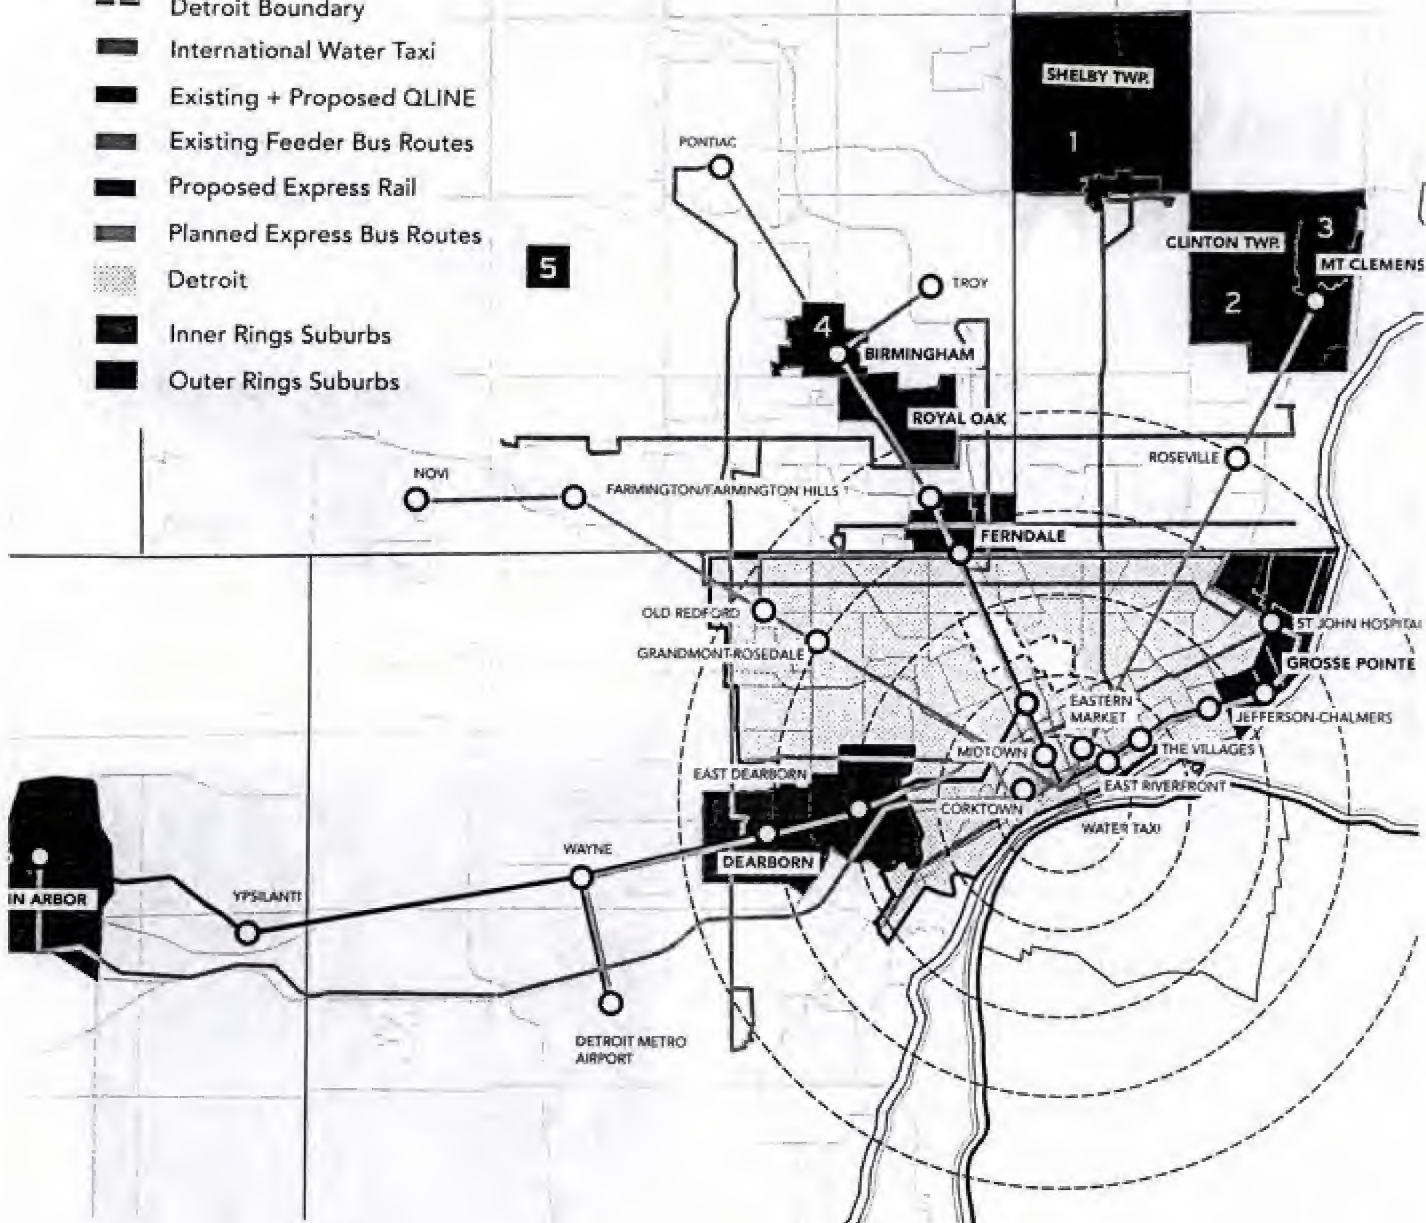 Detroit Boundary
International Water Taxi
Existing + Proposed QLINE
Existing Feeder Bus Routes
Proposed Express Rail
Planned Express Bus Routes
Detroit
Inner Rings Suburbs
Outer Rings Suburbs
5
SHELBY TWP.
1
PONTIAC
3
CLINTON TWP.
MT CLEMENS
2
TROY
4
BIRMINGHAM
ROYAL OAK
ROSEVILLE
NOVI
FARMINGTON/FARMINGTON HILLS
FERNDALE
OLD REDFORD
ST JOHN HOSPITAL
GRANDMONT-ROSEDALE
GROSSE POINTE
EASTERN
MARKET
JEFFERSON-CHALMERS
MIDTOWN
THE VILLAGES
EAST DEARBORN
EAST RIVERFRONT
CORKTOWN
WATER TAXI
WAYNE
DEARBORN
IN ARBOR
YPSILANTI
DETROIT METRO
AIRPORT